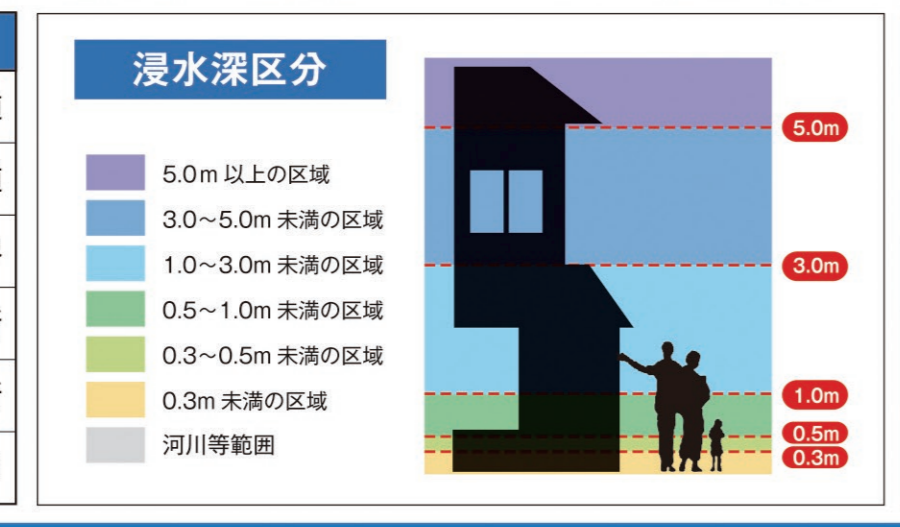 浸水深区分
5.0m 以上の区域
3.0～5.0m 未満の区域
1.0～3.0m 未満の区域
0.5～1.0m 未満の区域
0.3～0.5m 未満の区域
0.3m 未満の区域
河川等範囲
5.0m
3.0m
1.0m
0.5m
0.3m